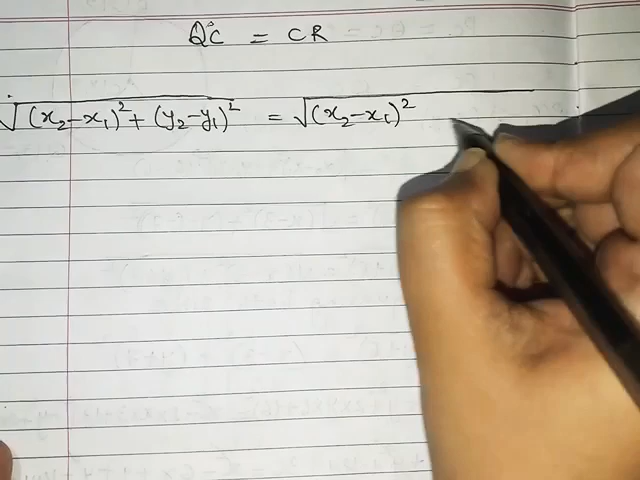 QC = CR
√(x₂-x₁)²+(y₂-y₁)² = √(x₂-x₁)²